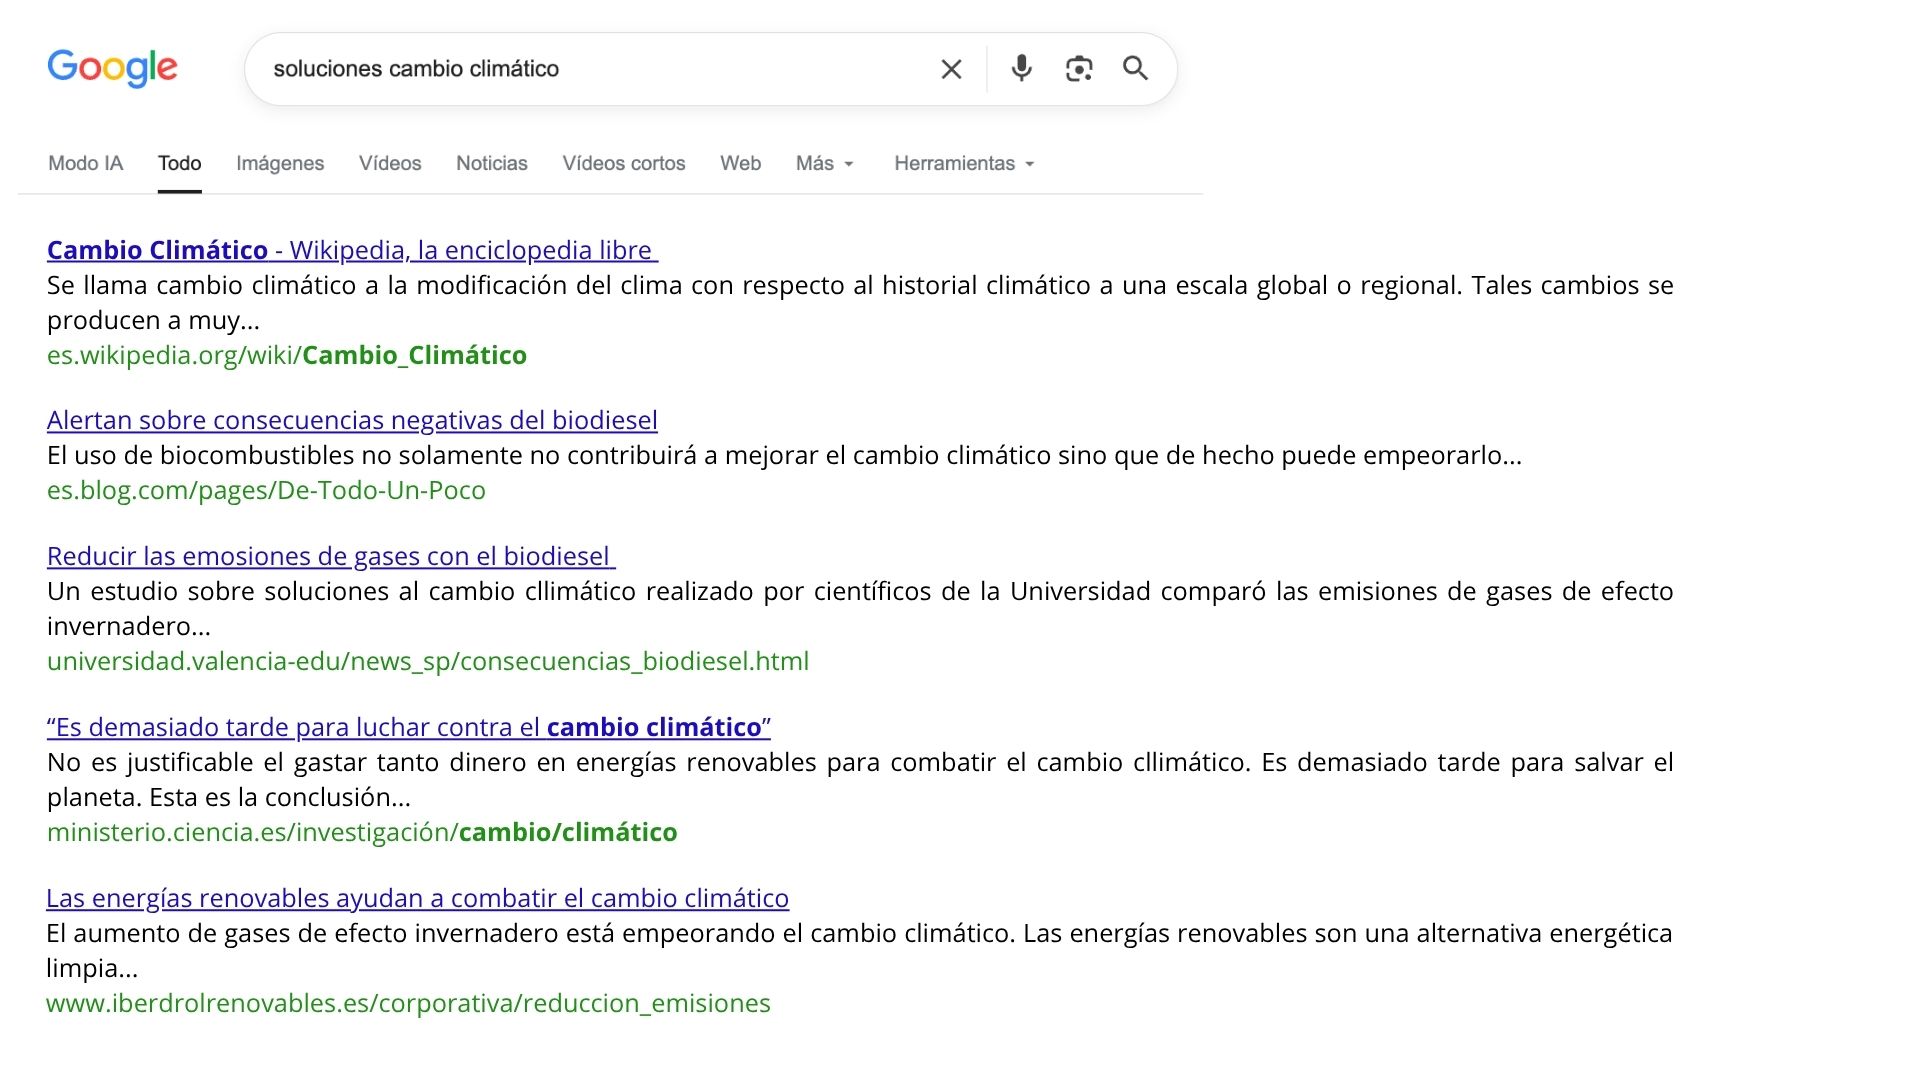 Google
soluciones cambio climático
Modo IA Todo Imágenes Vídeos Noticias Vídeos cortos Web Más Herramientas
Cambio Climático - Wikipedia, la enciclopedia libre
Se llama cambio climático a la modificación del clima con respecto al historial climático a una escala global o regional. Tales cambios se
producen a muy...
es.wikipedia.org/wiki/Cambio_Climático
Alertan sobre consecuencias negativas del biodiesel
El uso de biocombustibles no solamente no contribuirá a mejorar el cambio climático sino que de hecho puede empeorarlo...
es.blog.com/pages/De-Todo-Un-Poco
Reducir las emosiones de gases con el biodiesel
Un estudio sobre soluciones al cambio cllimático realizado por científicos de la Universidad comparó las emisiones de gases de efecto
invernadero...
universidad.valencia-edu/news_sp/consecuencias_biodiesel.html
“Es demasiado tarde para luchar contra el cambio climático”
No es justificable el gastar tanto dinero en energías renovables para combatir el cambio cllimático. Es demasiado tarde para salvar el
planeta. Esta es la conclusión...
ministerio.ciencia.es/investigación/cambio/climático
Las energías renovables ayudan a combatir el cambio climático
El aumento de gases de efecto invernadero está empeorando el cambio climático. Las energías renovables son una alternativa energética
limpia...
www.iberdrolrenovables.es/corporativa/reduccion_emisiones